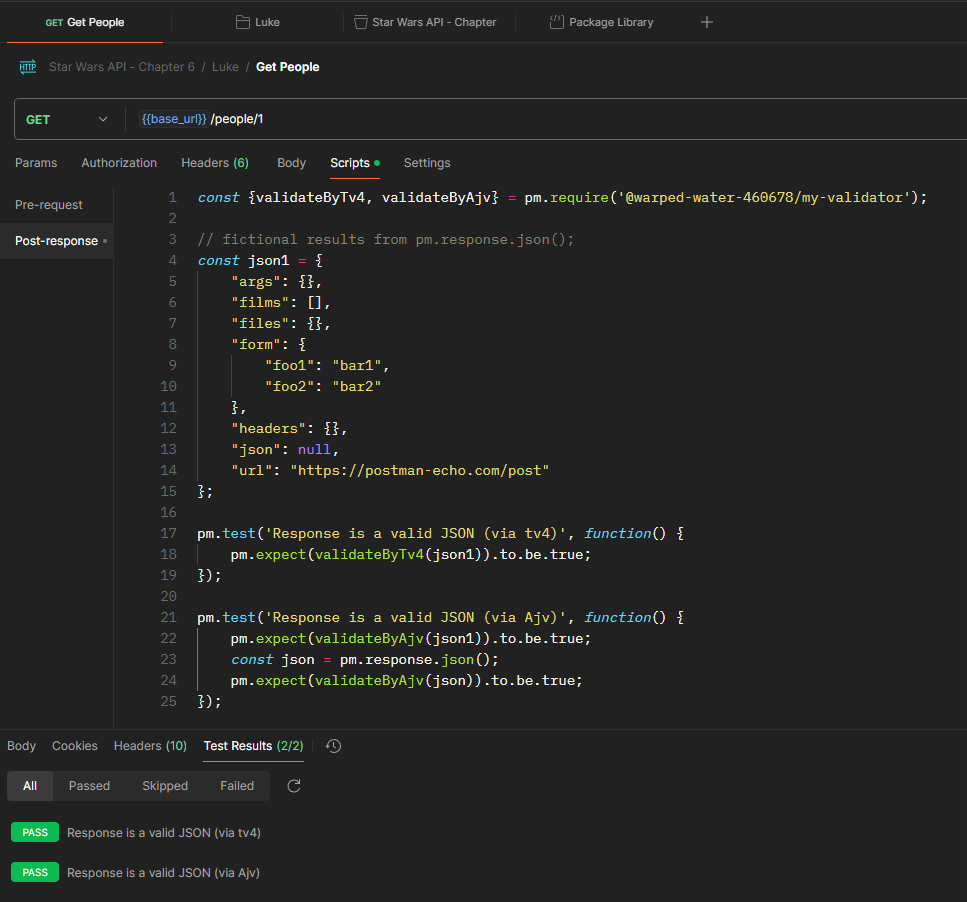 GET Get People Luke Star Wars API - Chapter Package Library
HTTP Star Wars API - Chapter 6 / Luke / Get People
GET {{base_url}} /people/1
Params Authorization Headers (6) Body Scripts Settings
Pre-request
Post-response
1 const {validateByTv4, validateByAjv} = pm.require('@warped-water-460678/my-validator');
2
3 // fictional results from pm.response.json();
4 const json1 = {
5 "args": {},
6 "films": [],
7 "files": {},
8 "form": {
9 "foo1": "bar1",
10 "foo2": "bar2"
11 },
12 "headers": {},
13 "json": null,
14 "url": "https://postman-echo.com/post"
15 };
16
17 pm.test('Response is a valid JSON (via tv4)', function() {
18 pm.expect(validateByTv4(json1)).to.be.true;
19 });
20
21 pm.test('Response is a valid JSON (via Ajv)', function() {
22 pm.expect(validateByAjv(json1)).to.be.true;
23 const json = pm.response.json();
24 pm.expect(validateByAjv(json)).to.be.true;
25 });
Body Cookies Headers (10) Test Results (2/2)
All Passed Skipped Failed
PASS Response is a valid JSON (via tv4)
PASS Response is a valid JSON (via Ajv)